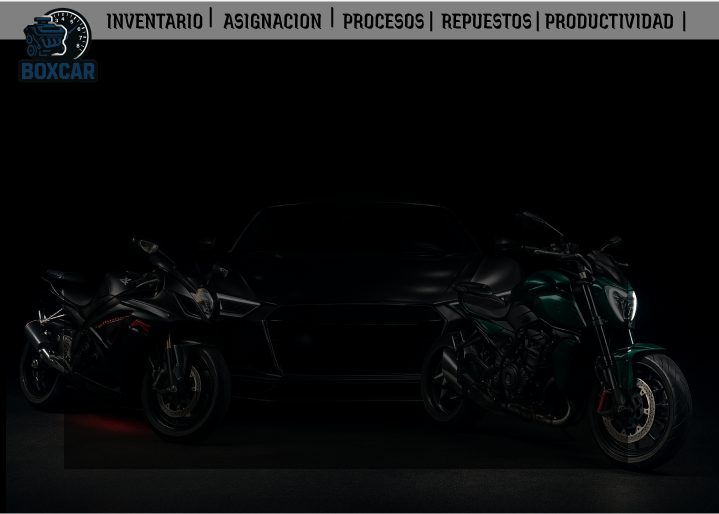 INVENTARIO | ASIGNACION | PROCESOS | REPUESTOS | PRODUCTIVIDAD |
BOXCAR